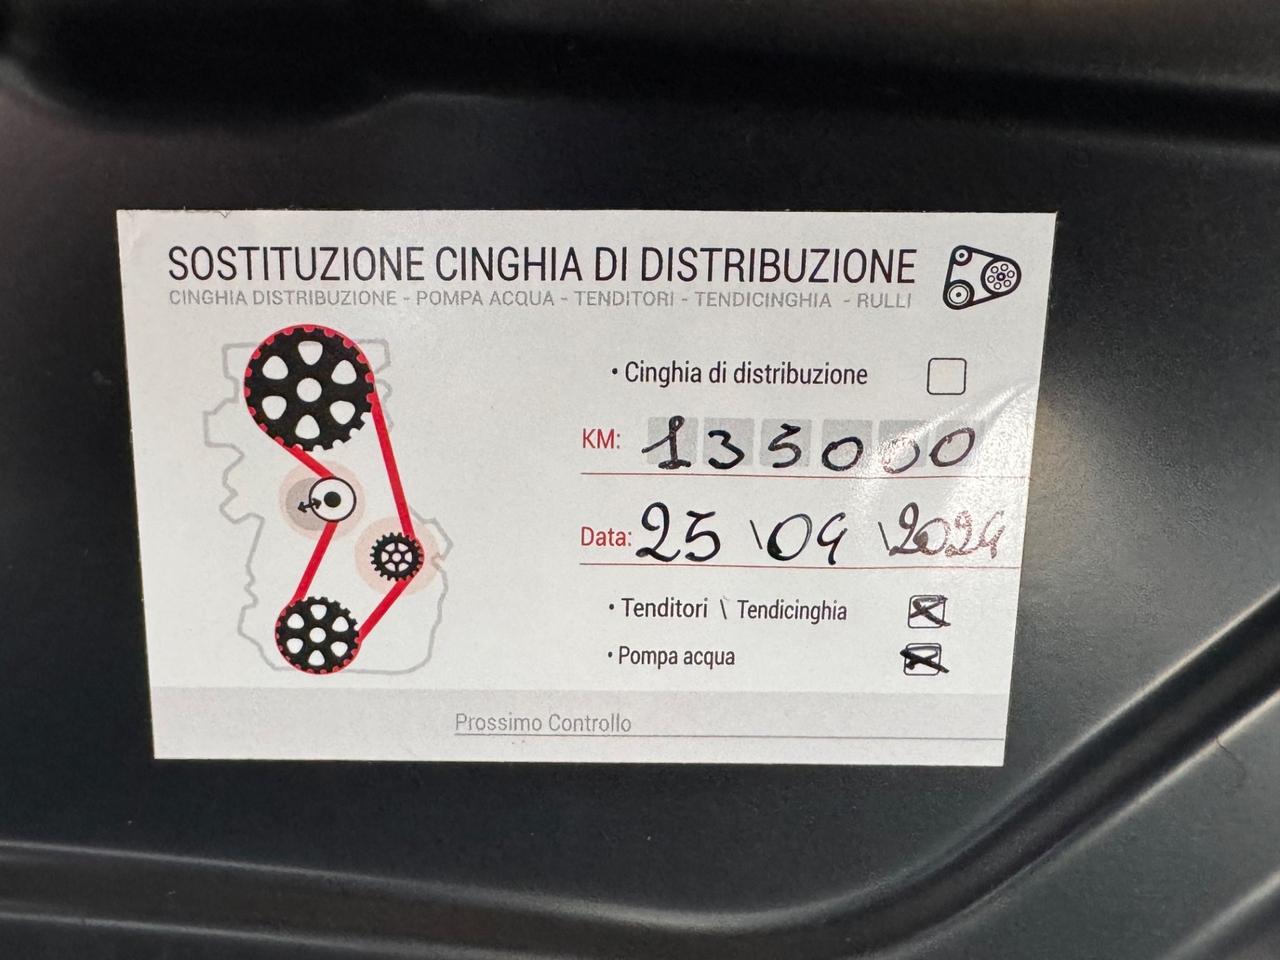 SOSTITUZIONE CINGHIA DI DISTRIBUZIONE
CINGHIA DISTRIBUZIONE - POMPA ACQUA - TENDITORI - TENDICINGHIA - RULLI
• Cinghia di distribuzione
KM: 135000
Data: 25 \04 \2024
• Tenditori \ Tendicinghia
• Pompa acqua
Prossimo Controllo